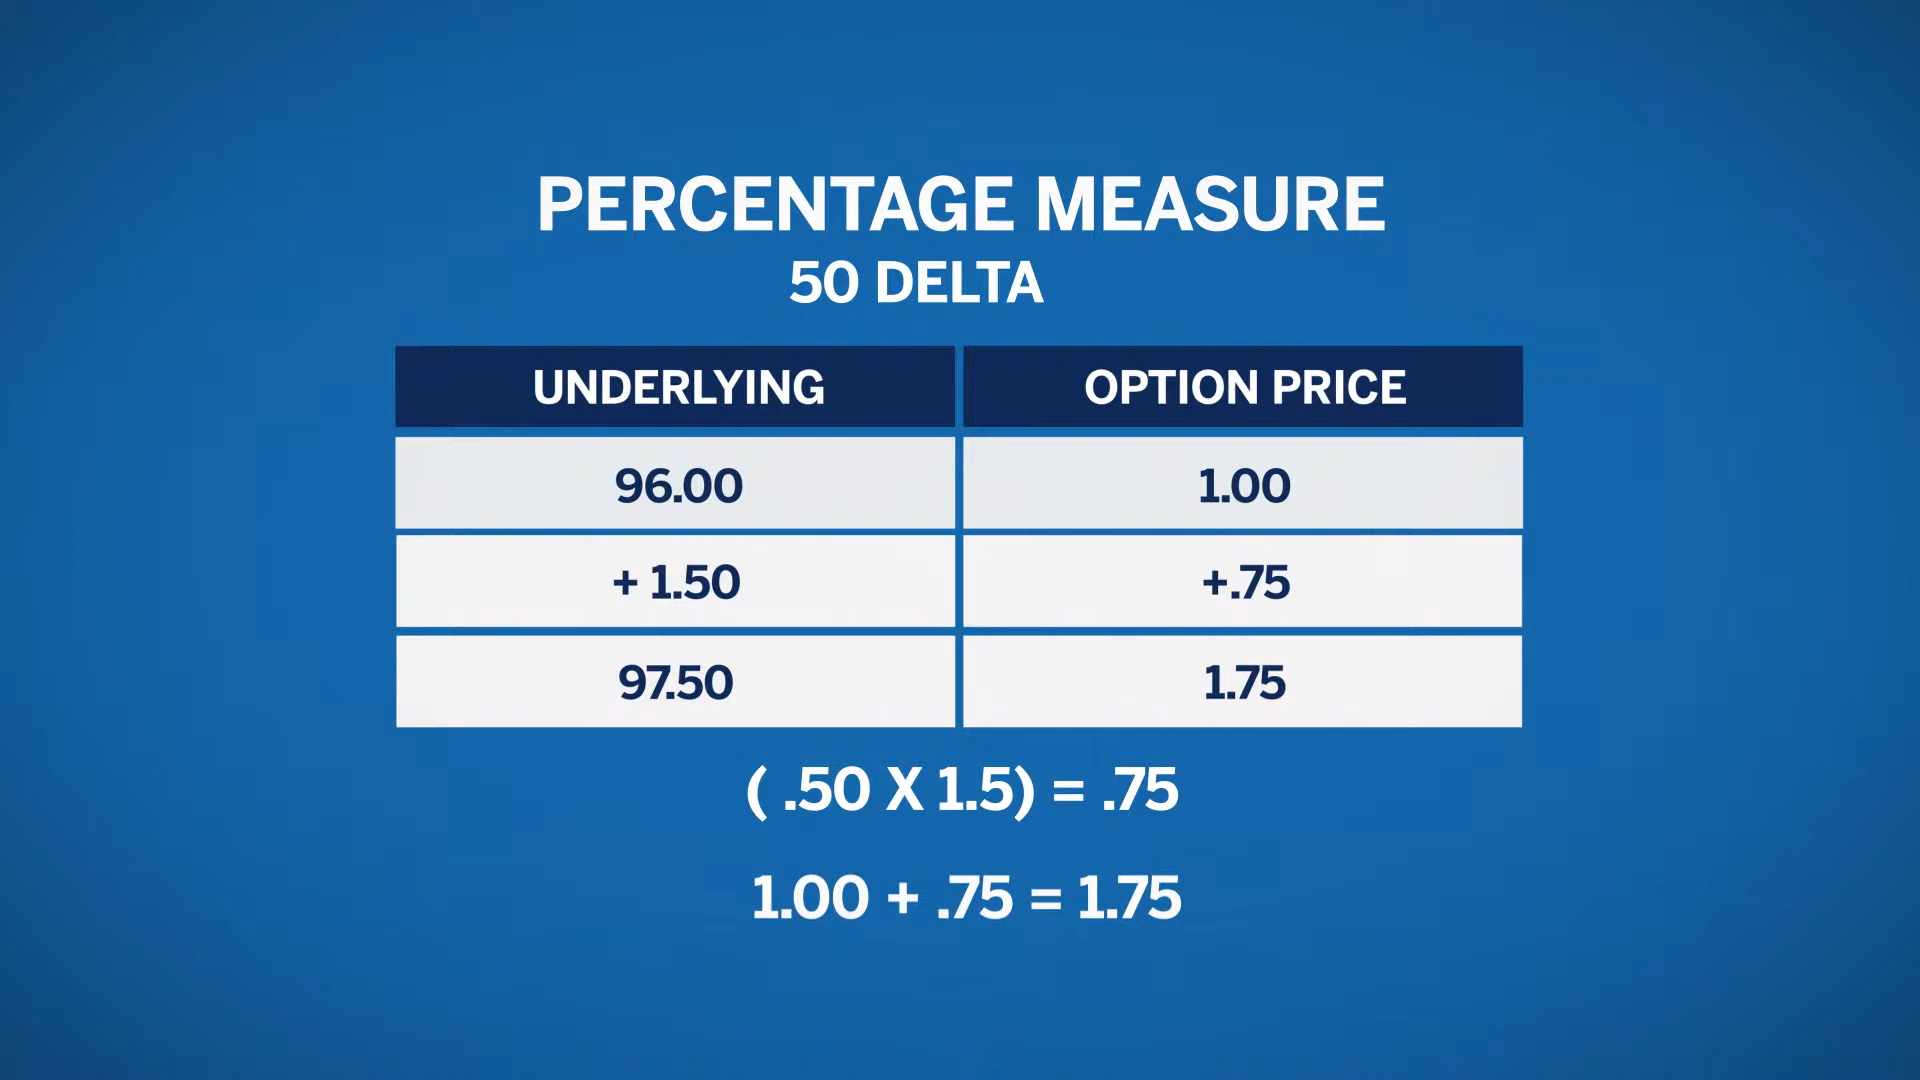 PERCENTAGE MEASURE
50 DELTA
UNDERLYING OPTION PRICE
96.00 1.00
+ 1.50 +.75
97.50 1.75
( .50 X 1.5) = .75
1.00 + .75 = 1.75